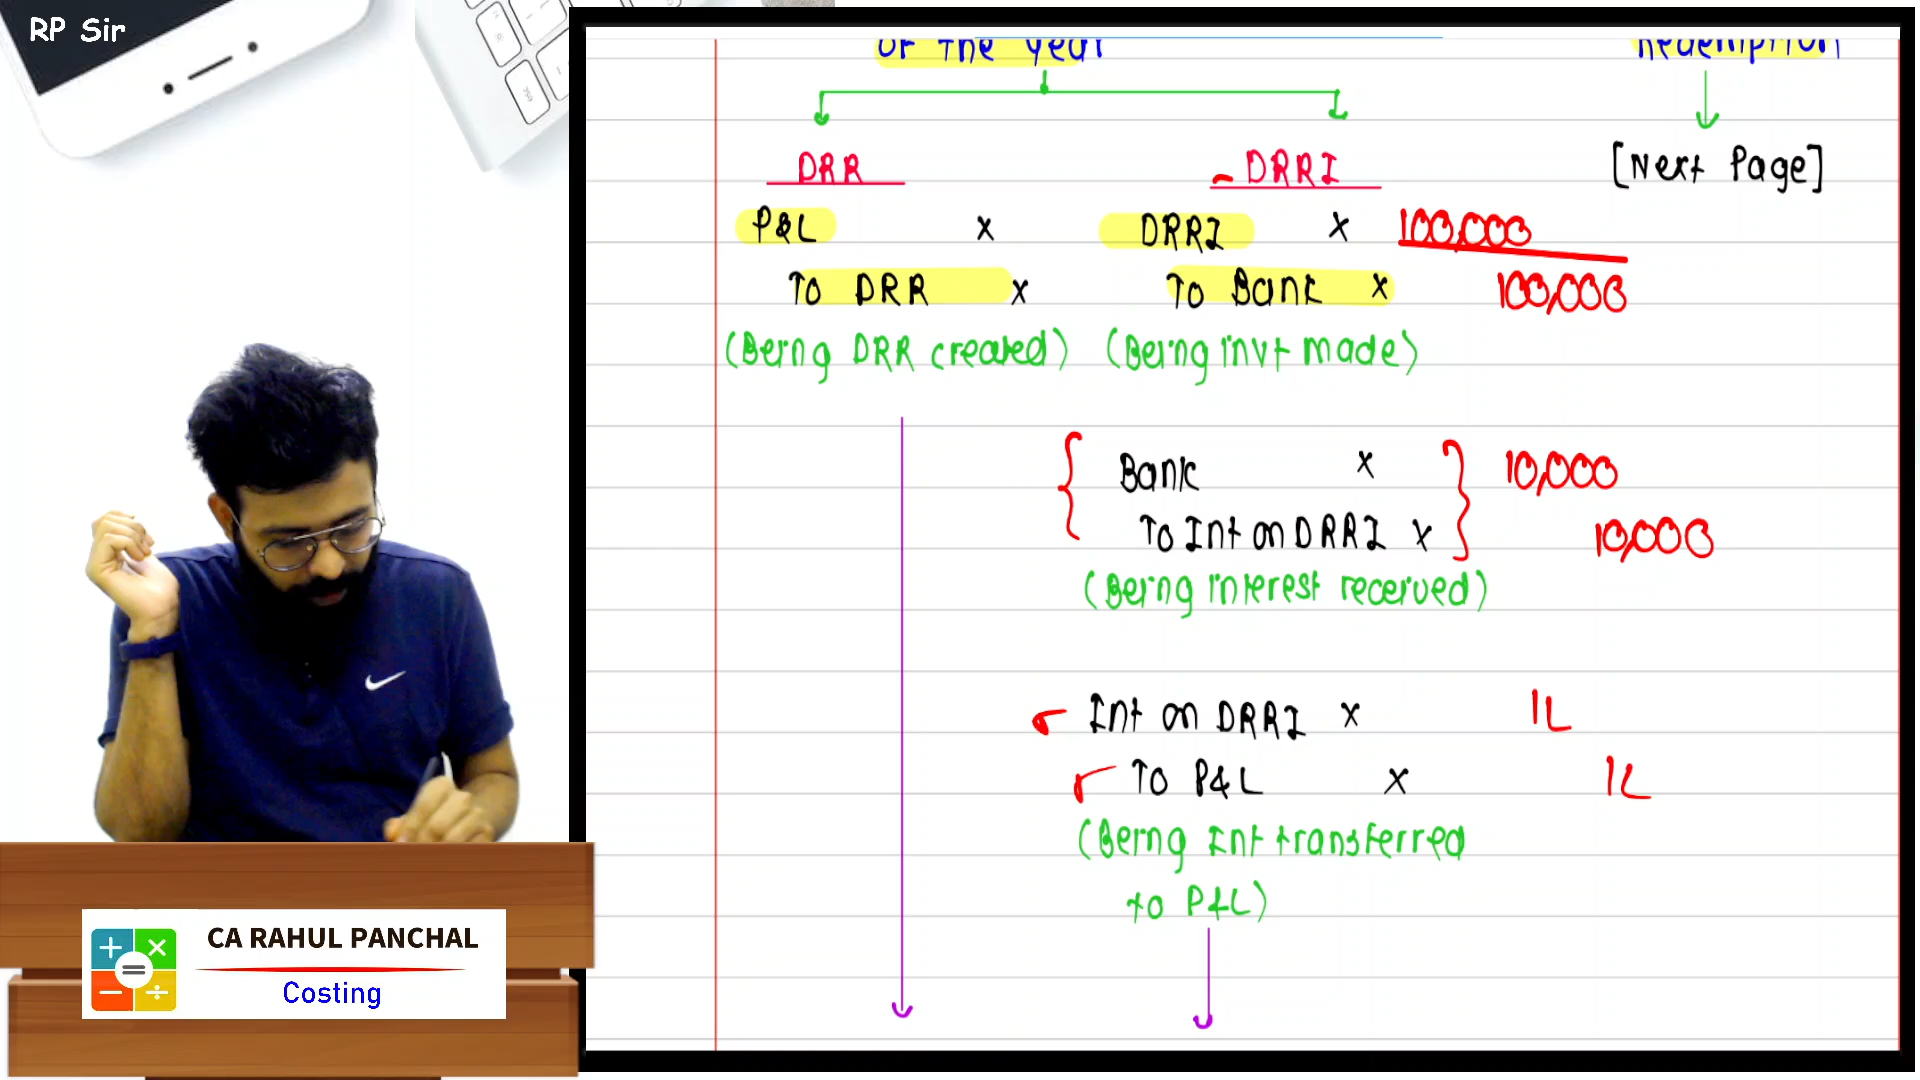 RP Sir
of the year
Redemption
DRR
DRRI
[Next Page]
P&L x
DRRI x 100,000
To DRR x
To Bank x 100,000
(Being DRR created)
(Being invt made)
Bank x 10,000
To Int on DRRI x 10,000
(Being interest received)
Int on DRRI x 1L
To P&L x 1L
(Being Int transferred
to P&L)
CA RAHUL PANCHAL
Costing